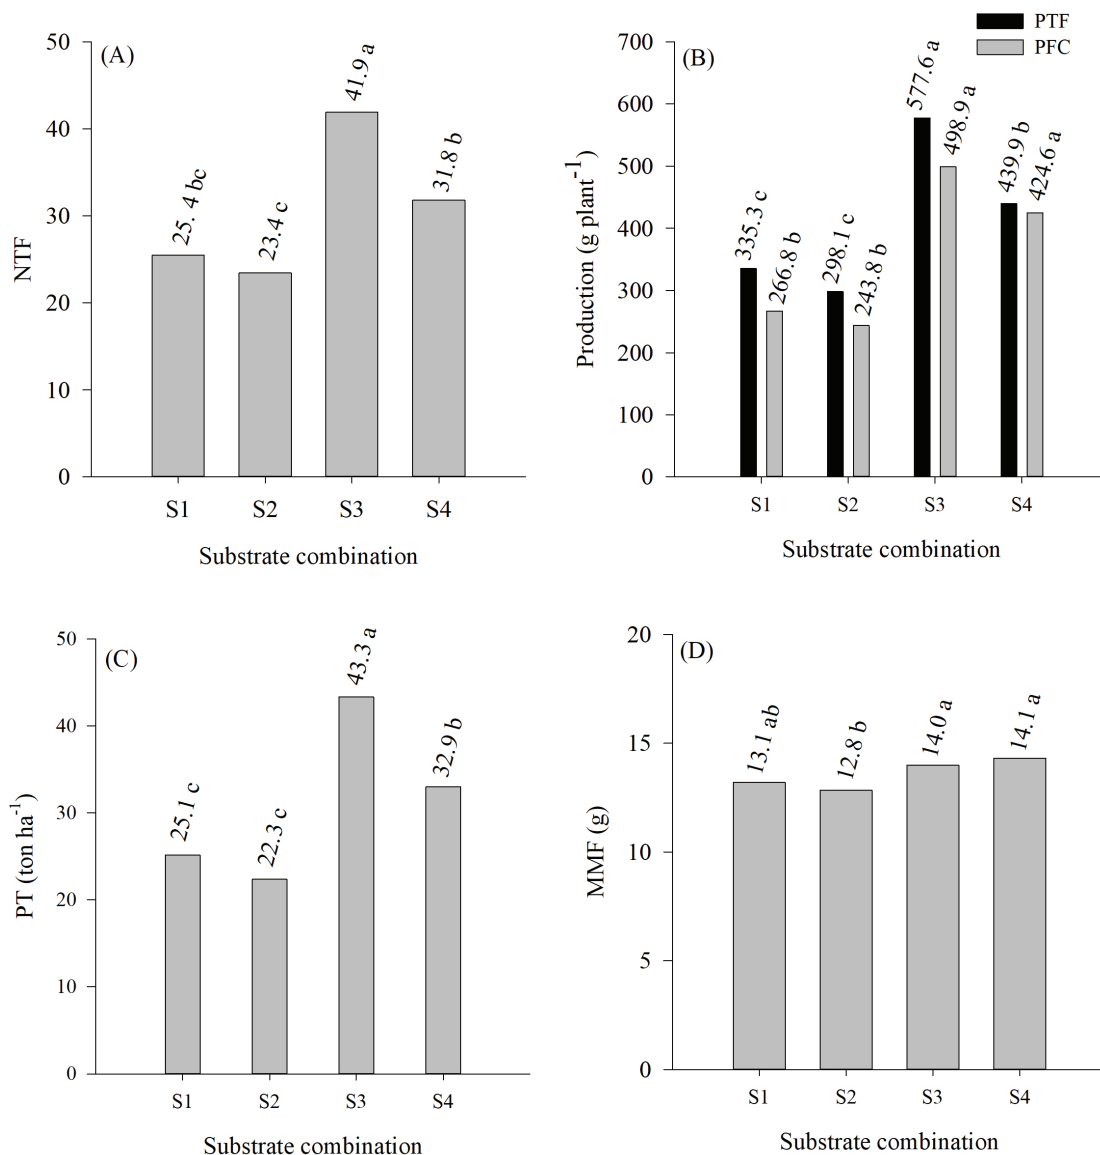 (A)
NTF
50
40
30
20
10
0
25. 4 bc
23.4 c
41.9 a
31.8 b
S1 S2 S3 S4
Substrate combination
PTF
PFC
(B)
Production (g plant-1)
700
600
500
400
300
200
100
0
335.3 c
266.8 b
298.1 c
243.8 b
577.6 a
498.9 a
439.9 b
424.6 a
S1 S2 S3 S4
Substrate combination
(C)
PT (ton ha-1)
50
40
30
20
10
0
25.1 c
22.3 c
43.3 a
32.9 b
S1 S2 S3 S4
Substrate combination
(D)
MMF (g)
20
15
10
5
0
13.1 ab
12.8 b
14.0 a
14.1 a
S1 S2 S3 S4
Substrate combination